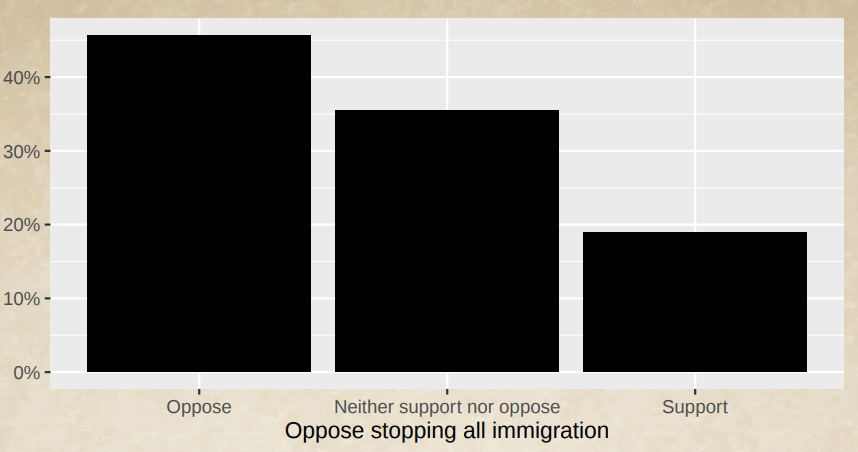 40%
30%
20%
10%
0%
Oppose Neither support nor oppose Support
Oppose stopping all immigration